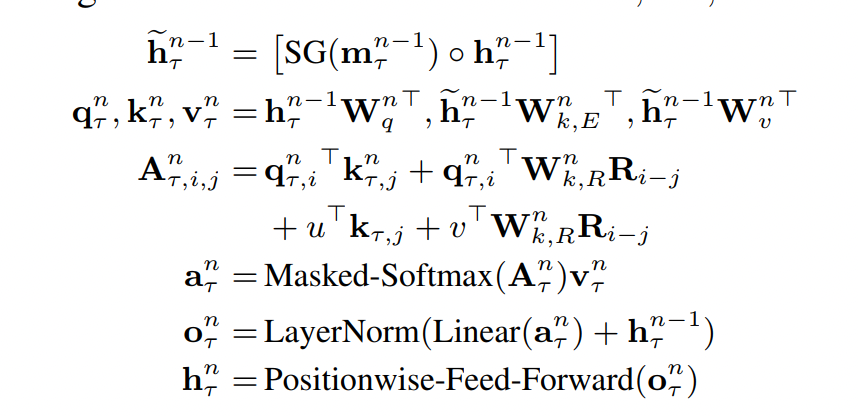 $\widetilde{\mathbf{h}}_{\tau}^{n-1} = \left[\text{SG}(\mathbf{m}_{\tau}^{n-1}) \circ \mathbf{h}_{\tau}^{n-1}\right]$
$\mathbf{q}_{\tau}^{n}, \mathbf{k}_{\tau}^{n}, \mathbf{v}_{\tau}^{n} = \mathbf{h}_{\tau}^{n-1} {\mathbf{W}_{q}^{n}}^{\top}, \widetilde{\mathbf{h}}_{\tau}^{n-1} {\mathbf{W}_{k,E}^{n}}^{\top}, \widetilde{\mathbf{h}}_{\tau}^{n-1} {\mathbf{W}_{v}^{n}}^{\top}$
$\mathbf{A}_{\tau,i,j}^{n} = {\mathbf{q}_{\tau,i}^{n}}^{\top} \mathbf{k}_{\tau,j}^{n} + {\mathbf{q}_{\tau,i}^{n}}^{\top} \mathbf{W}_{k,R}^{n} \mathbf{R}_{i-j}$
$+ u^{\top} \mathbf{k}_{\tau,j} + v^{\top} \mathbf{W}_{k,R}^{n} \mathbf{R}_{i-j}$
$\mathbf{a}_{\tau}^{n} = \text{Masked-Softmax}(\mathbf{A}_{\tau}^{n}) \mathbf{v}_{\tau}^{n}$
$\mathbf{o}_{\tau}^{n} = \text{LayerNorm}(\text{Linear}(\mathbf{a}_{\tau}^{n}) + \mathbf{h}_{\tau}^{n-1})$
$\mathbf{h}_{\tau}^{n} = \text{Positionwise-Feed-Forward}(\mathbf{o}_{\tau}^{n})$